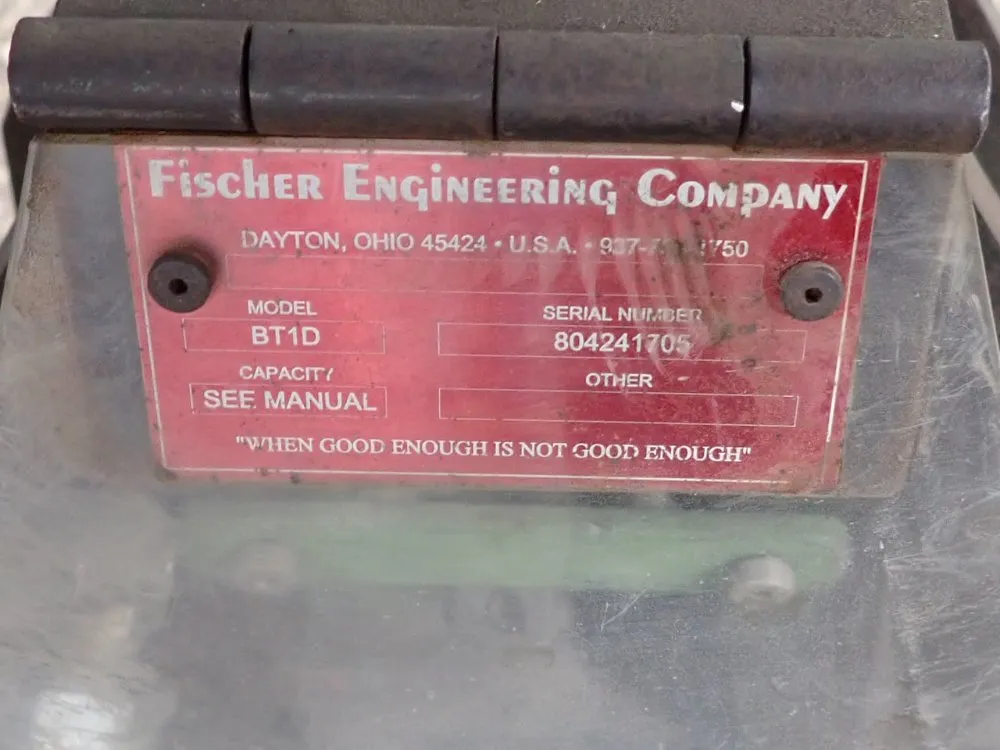 Fischer Engineering Company
DAYTON, OHIO 45424 • U.S.A. •
MODEL
SERIAL NUMBER
BT1D
804241705
CAPACITY
OTHER
SEE MANUAL
"WHEN GOOD ENOUGH IS NOT GOOD ENOUGH"